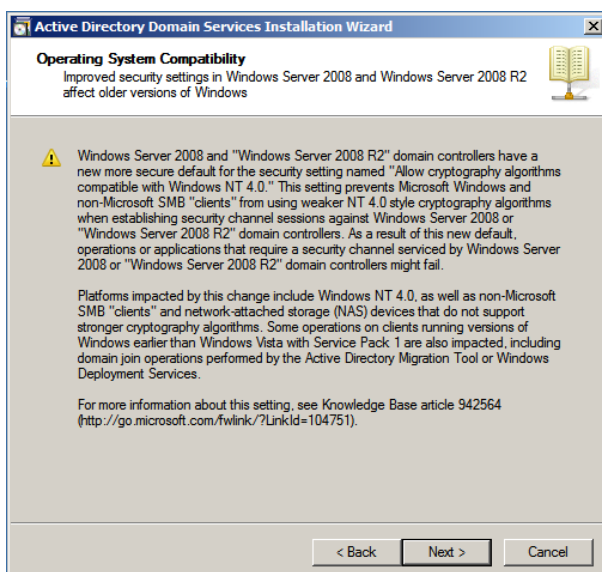 Active Directory Domain Services Installation Wizard
Operating System Compatibility
Improved security settings in Windows Server 2008 and Windows Server 2008 R2
affect older versions of Windows
Windows Server 2008 and "Windows Server 2008 R2" domain controllers have a
new more secure default for the security setting named "Allow cryptography algorithms
compatible with Windows NT 4.0." This setting prevents Microsoft Windows and
non-Microsoft SMB "clients" from using weaker NT 4.0 style cryptography algorithms
when establishing security channel sessions against Windows Server 2008 or
"Windows Server 2008 R2" domain controllers. As a result of this new default,
operations or applications that require a security channel serviced by Windows Server
2008 or "Windows Server 2008 R2" domain controllers might fail.
Platforms impacted by this change include Windows NT 4.0, as well as non-Microsoft
SMB "clients" and network-attached storage (NAS) devices that do not support
stronger cryptography algorithms. Some operations on clients running versions of
Windows earlier than Windows Vista with Service Pack 1 are also impacted, including
domain join operations performed by the Active Directory Migration Tool or Windows
Deployment Services.
For more information about this setting, see Knowledge Base article 942564
(http://go.microsoft.com/fwlink/?LinkId=104751).
< Back Next > Cancel